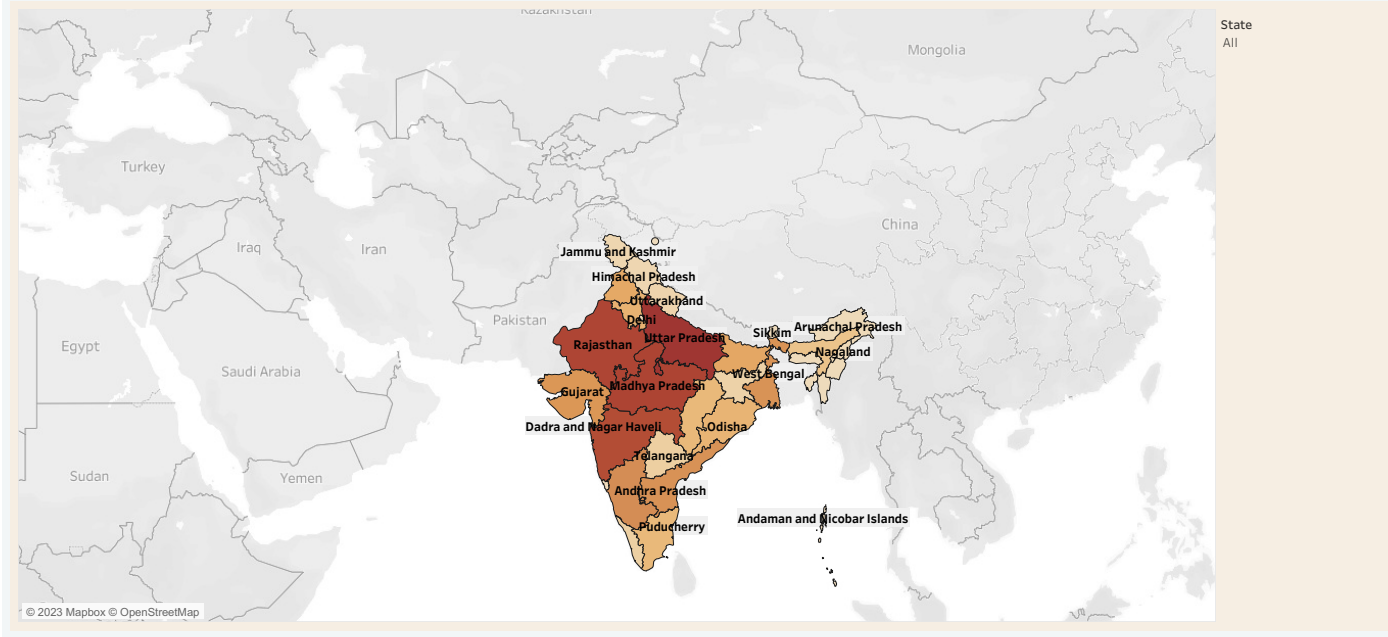 Kazakhstan
State
All
Mongolia
Turkey
China
Iraq
Iran
Jammu and Kashmir
Himachal Pradesh
Uttarakhand
Pakistan
Delhi
Sikkim
Arunachal Pradesh
Egypt
Rajasthan
Uttar Pradesh
Nagaland
Saudi Arabia
West Bengal
Gujarat
Madhya Pradesh
Dadra and Nagar Haveli
Odisha
Telangana
Sudan
Yemen
Andhra Pradesh
Puducherry
Andaman and Nicobar Islands
© 2023 Mapbox © OpenStreetMap